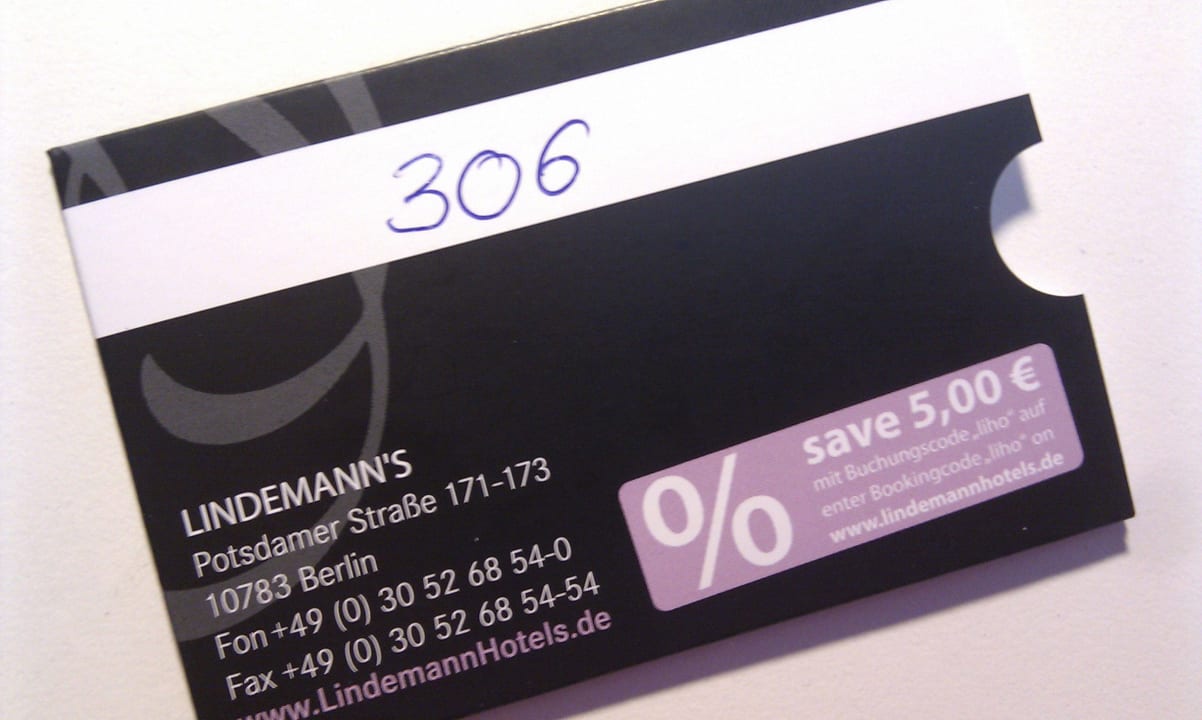 306
LINDEMANN'S
Potsdamer Straße 171-173
10783 Berlin
Fon +49 (0) 30 52 68 54-0
Fax +49 (0) 30 52 68 54-54
www.LindemannHotels.de
%
save 5,00 €
mit Buchungscode „liho" auf
enter Bookingcode „liho" on
www.lindemannhotels.de